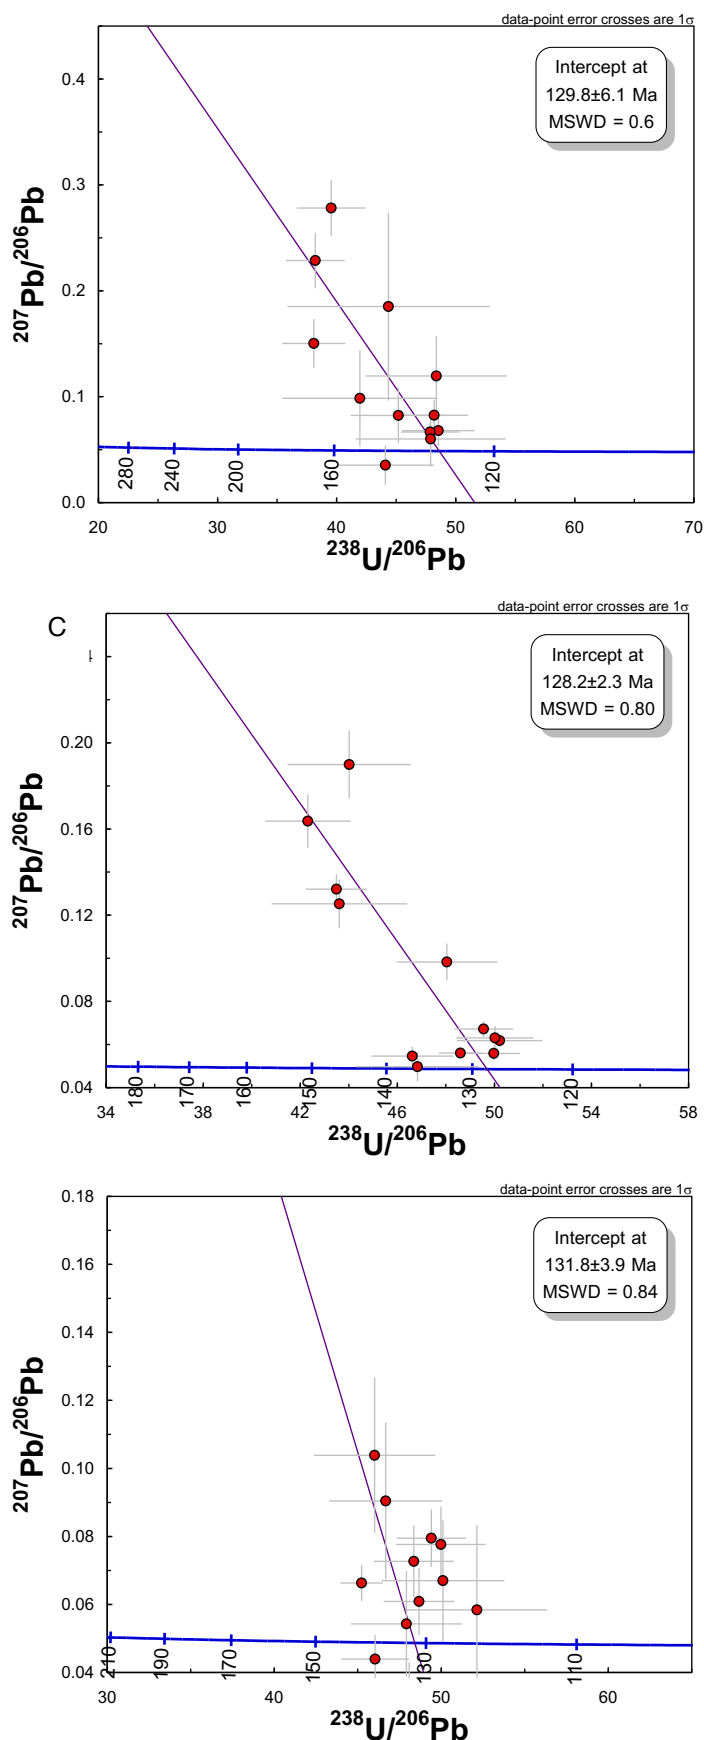 data-point error crosses are 1σ
Intercept at
129.8±6.1 Ma
MSWD = 0.6
0.4
0.3
0.2
0.1
0.0
207Pb/206Pb
280
240
200
160
120
20 30 40 50 60 70
238U/206Pb
data-point error crosses are 1σ
C
Intercept at
128.2±2.3 Ma
MSWD = 0.80
0.20
0.16
0.12
0.08
0.04
207Pb/206Pb
180
170
160
150
140
130
120
34 38 42 46 50 54 58
238U/206Pb
data-point error crosses are 1σ
Intercept at
131.8±3.9 Ma
MSWD = 0.84
0.18
0.16
0.14
0.12
0.10
0.08
0.06
0.04
207Pb/206Pb
210
190
170
150
130
110
30 40 50 60
238U/206Pb